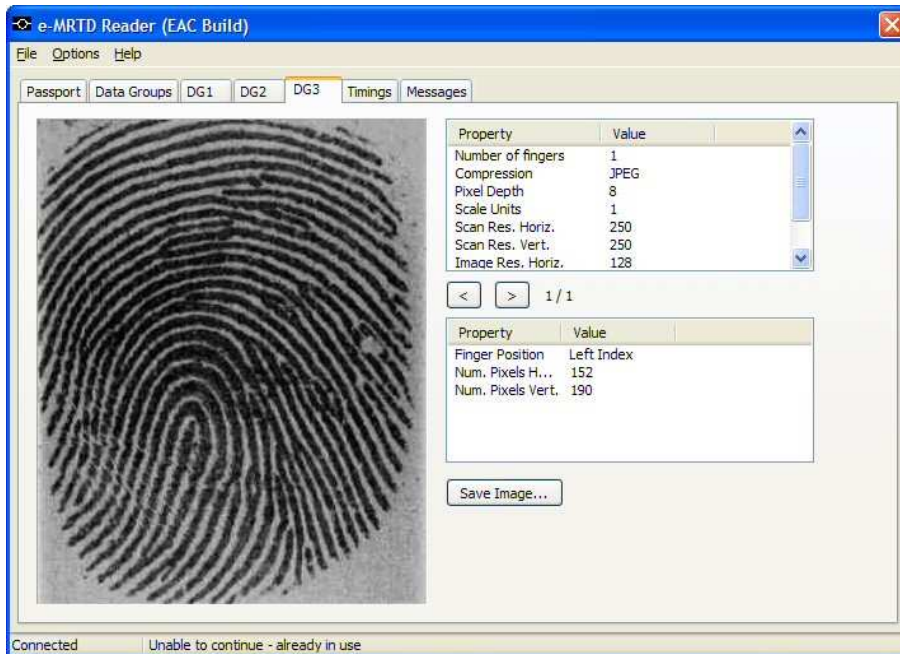 e-MRTD Reader (EAC Build)
File Options Help
Passport Data Groups DG1 DG2 DG3 Timings Messages
Property Value
Number of fingers 1
Compression JPEG
Pixel Depth 8
Scale Units 1
Scan Res. Horiz. 250
Scan Res. Vert. 250
Image Res. Horiz. 128
< > 1 / 1
Property Value
Finger Position Left Index
Num. Pixels H... 152
Num. Pixels Vert. 190
Save Image...
Connected Unable to continue - already in use